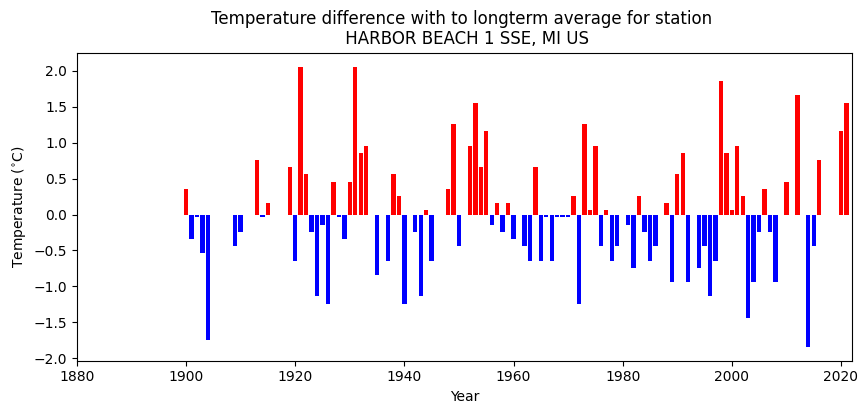 Temperature difference with to longterm average for station
HARBOR BEACH 1 SSE, MI US
Temperature (°C)
2.0
1.5
1.0
0.5
0.0
−0.5
−1.0
−1.5
−2.0
1880 1900 1920 1940 1960 1980 2000 2020
Year